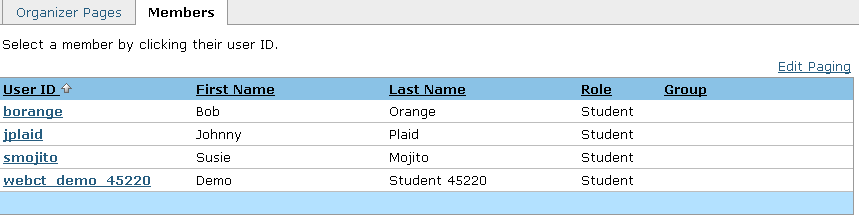 Organizer Pages Members
Select a member by clicking their user ID.
Edit Paging
User ID First Name Last Name Role Group
borange Bob Orange Student
jplaid Johnny Plaid Student
smojito Susie Mojito Student
webct_demo_45220 Demo Student 45220 Student